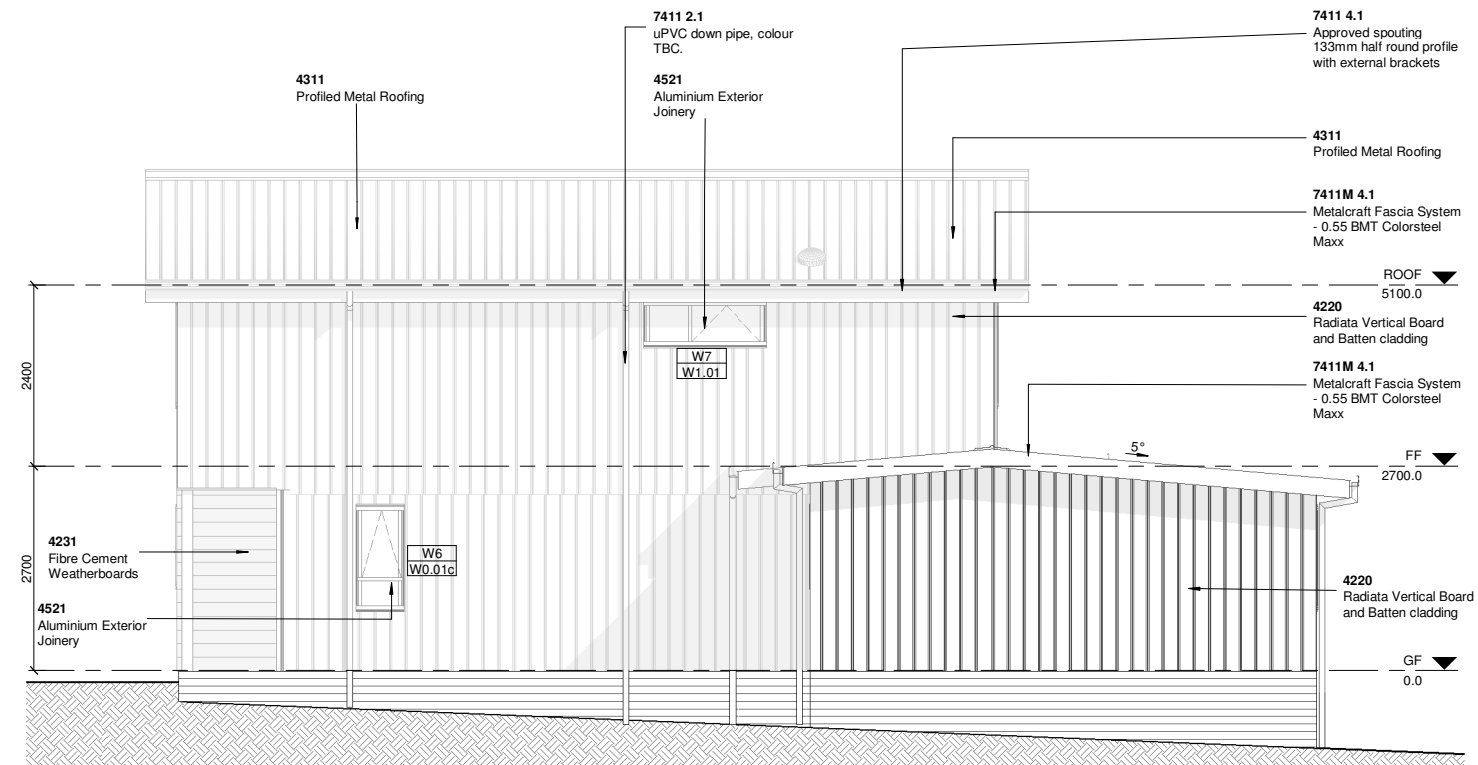 7411 2.1
uPVC down pipe, colour
TBC.
7411 4.1
Approved spouting
133mm half round profile
with external brackets
4311
Profiled Metal Roofing
4521
Aluminium Exterior
Joinery
4311
Profiled Metal Roofing
7411M 4.1
Metalcraft Fascia System
- 0.55 BMT Colorsteel
Maxx
ROOF
5100.0
4220
Radiata Vertical Board
and Batten cladding
W7
W1.01
2400
7411M 4.1
Metalcraft Fascia System
- 0.55 BMT Colorsteel
Maxx
5°
FF
2700.0
4231
Fibre Cement
Weatherboards
W6
W0.01c
2700
4521
Aluminium Exterior
Joinery
4220
Radiata Vertical Board
and Batten cladding
GF
0.0